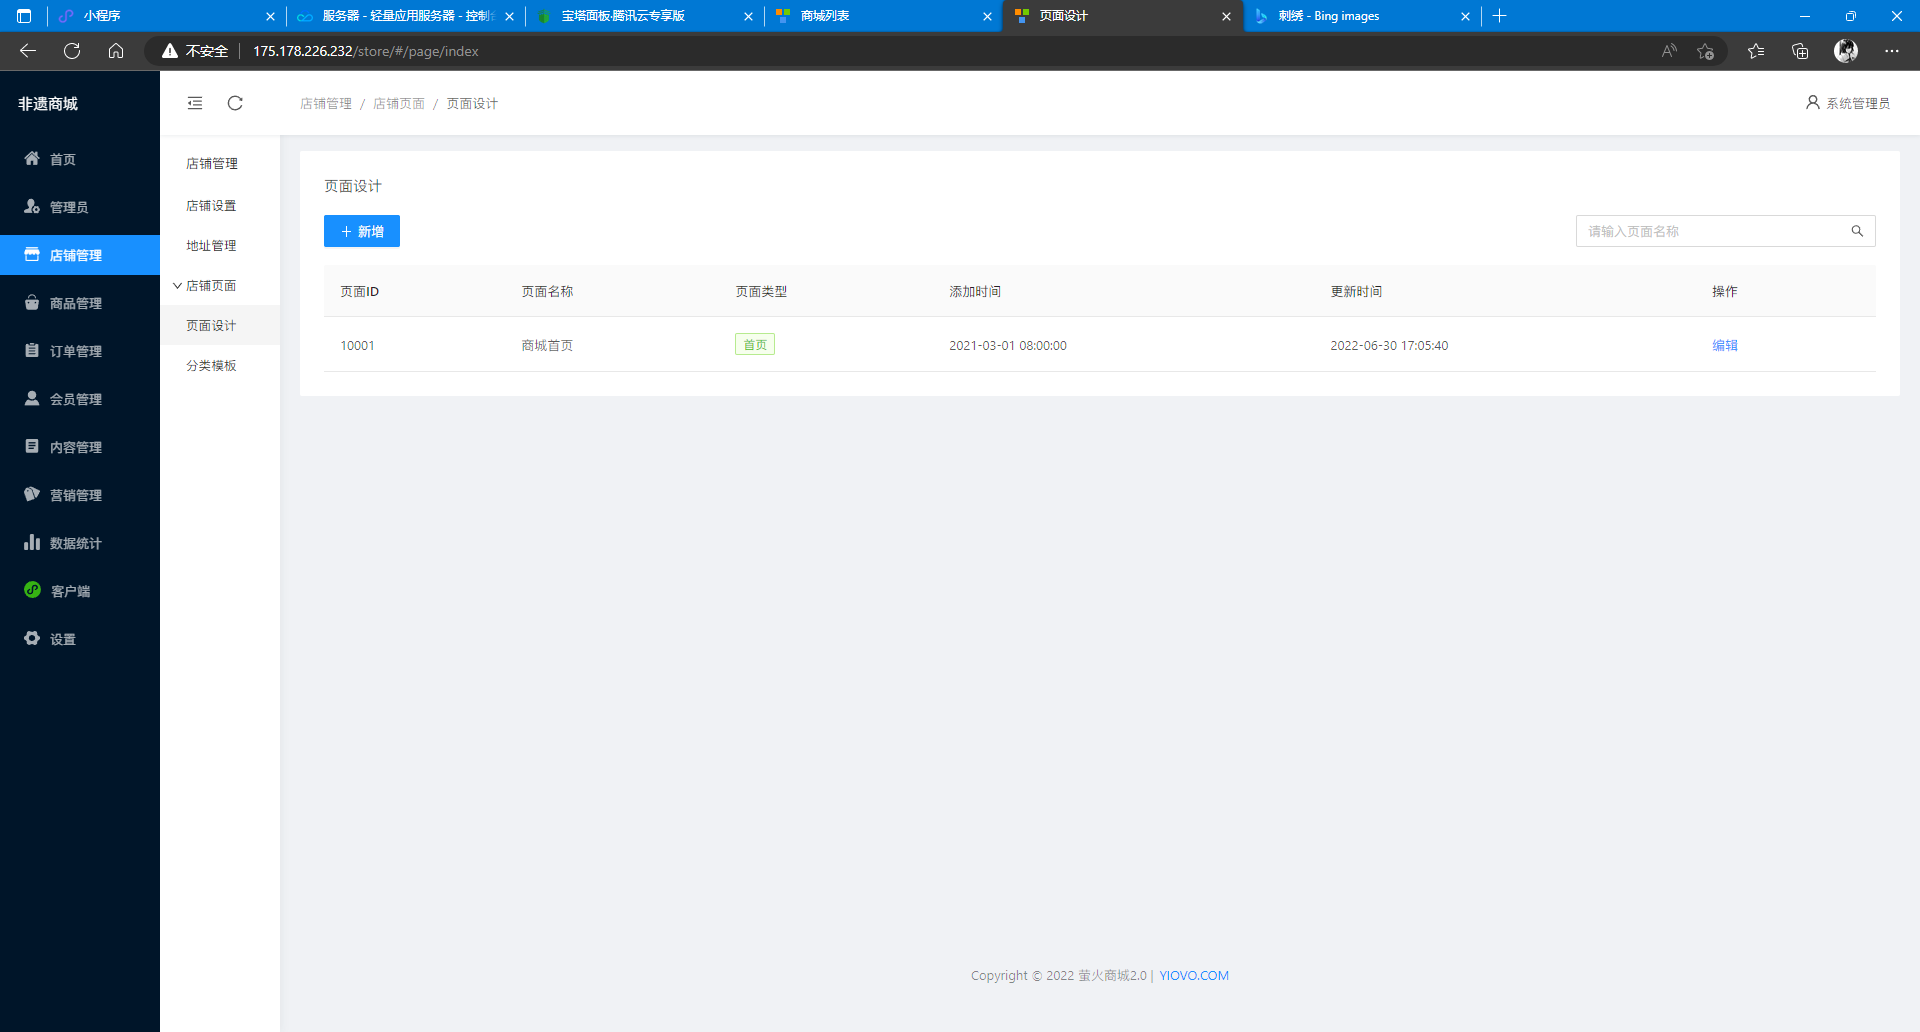 小程序
服务器 - 轻量应用服务器 - 控制台
宝塔面板·腾讯云专享版
商城列表
页面设计
刺绣 - Bing images
不安全
175.178.226.232/store/#/page/index
非遗商城
首页
管理员
店铺管理
商品管理
订单管理
会员管理
内容管理
营销管理
数据统计
客户端
设置
店铺管理
店铺设置
地址管理
店铺页面
页面设计
分类模板
店铺管理 / 店铺页面 / 页面设计
系统管理员
页面设计
新增
请输入页面名称
页面ID 页面名称 页面类型 添加时间 更新时间 操作
10001 商城首页 首页 2021-03-01 08:00:00 2022-06-30 17:05:40 编辑
Copyright © 2022 萤火商城2.0 | YIOVO.COM